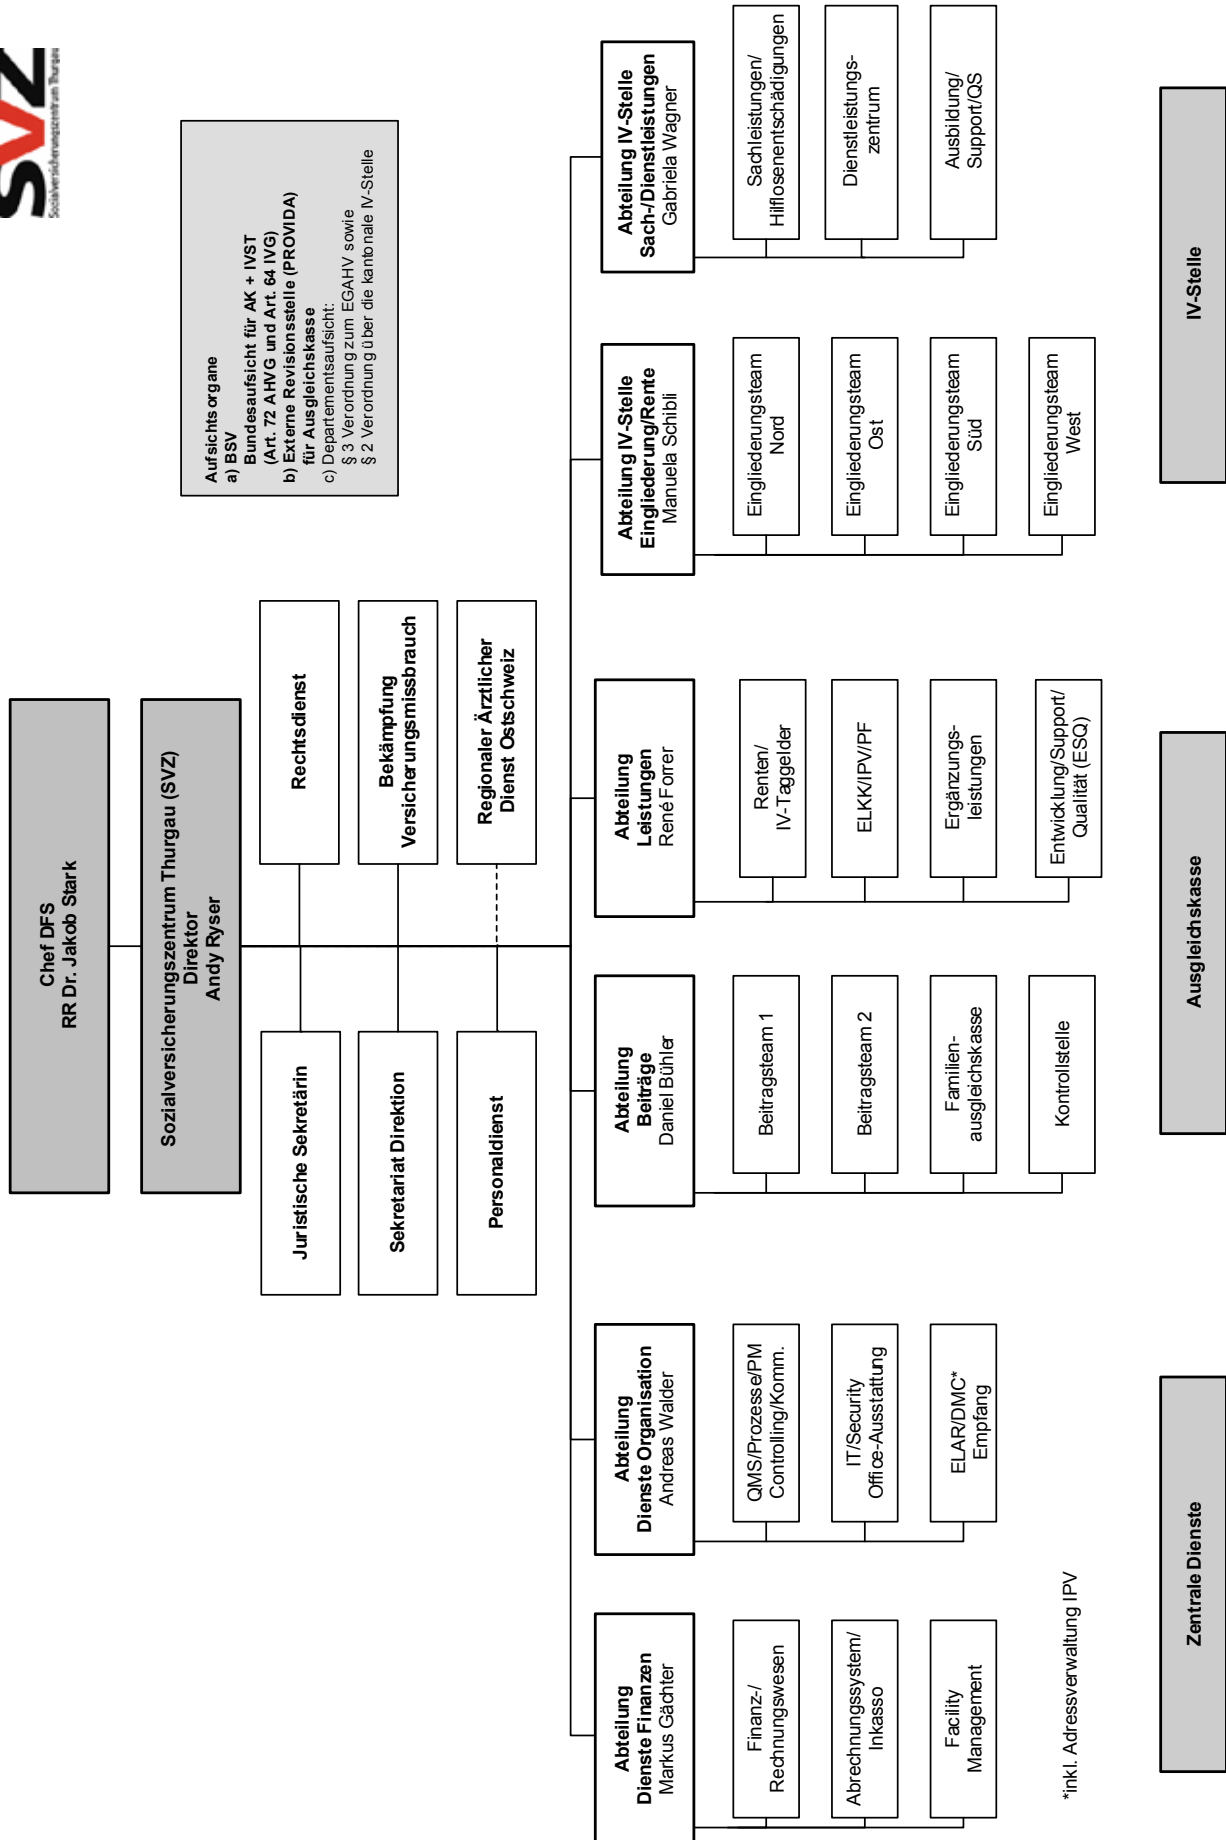 SVZ
Sozialversicherungszentrum Thurgau
Chef DFS
RR Dr. Jakob Stark
Sozialversicherungszentrum Thurgau (SVZ)
Direktor
Andy Ryser
Aufsichtsorgane
a) BSV
Bundesaufsicht für AK + IVST
(Art. 72 AHVG und Art. 64 IVG)
b) Externe Revisionsstelle (PROVIDA)
für Ausgleichskasse
c) Departementsaufsicht:
§ 3 Verordnung zum EGAHV sowie
§ 2 Verordnung über die kantonale IV-Stelle
Juristische Sekretärin
Rechtsdienst
Sekretariat Direktion
Bekämpfung
Versicherungsmissbrauch
Personaldienst
Regionaler Ärztlicher
Dienst Ostschweiz
Abteilung
Dienste Finanzen
Markus Gächter
Finanz-/
Rechnungswesen
Abrechnungssystem/
Inkasso
Facility
Management
Abteilung
Dienste Organisation
Andreas Walder
QMS/Prozesse/PM
Controlling/Komm.
IT/Security
Office-Ausstattung
ELAR/DMC*
Empfang
Abteilung
Beiträge
Daniel Bühler
Beitragsteam 1
Beitragsteam 2
Familien-
ausgleichskasse
Kontrollstelle
Abteilung
Leistungen
René Forrer
Renten/
IV-Taggelder
ELKK/IPV/PF
Ergänzungs-
leistungen
Entwicklung/Support/
Qualität (ESQ)
Abteilung IV-Stelle
Eingliederung/Rente
Manuela Schibli
Eingliederungsteam
Nord
Eingliederungsteam
Ost
Eingliederungsteam
Süd
Eingliederungsteam
West
Abteilung IV-Stelle
Sach-/Dienstleistungen
Gabriela Wagner
Sachleistungen/
Hilflosenentschädigungen
Dienstleistungs-
zentrum
Ausbildung/
Support/QS
*inkl. Adressverwaltung IPV
Zentrale Dienste
Ausgleichskasse
IV-Stelle